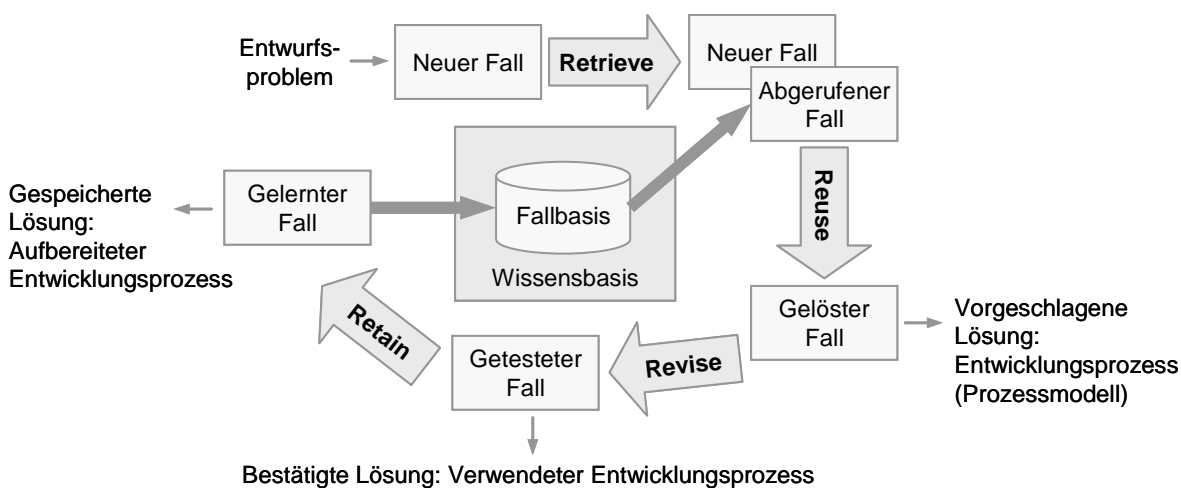 Entwurfs-
problem
Neuer Fall
Retrieve
Neuer Fall
Abgerufener
Fall
Reuse
Gespeicherte
Lösung:
Aufbereiteter
Entwicklungsprozess
Gelernter
Fall
Fallbasis
Wissensbasis
Gelöster
Fall
Vorgeschlagene
Lösung:
Entwicklungsprozess
(Prozessmodell)
Revise
Getesteter
Fall
Retain
Bestätigte Lösung: Verwendeter Entwicklungsprozess